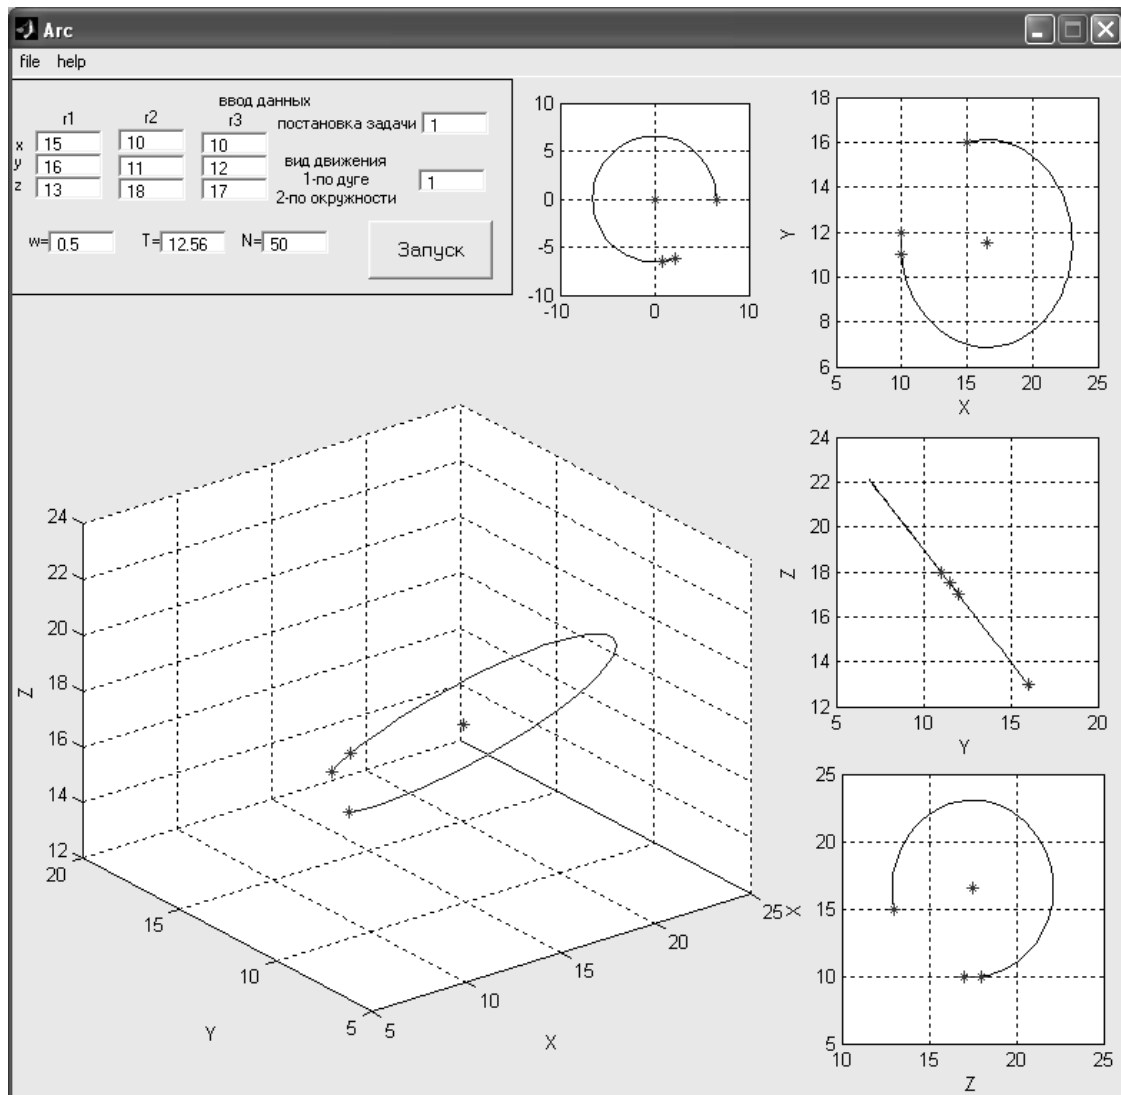 Arc
file help
ввод данных
r1 r2 r3
постановка задачи 1
x 15 10 10
y 16 11 12
z 13 18 17
вид движения
1-по дуге
2-по окружности
1
w= 0.5 T= 12.56 N= 50
Запуск
10
5
0
-5
-10
-10 0 10
18
16
14
12
10
8
6
Y
5 10 15 20 25
X
24
22
20
18
16
14
12
Z
20
15
10
5
Y
5
10
15
20
25
X
X
24
22
20
18
16
14
12
Z
5 10 15 20
Y
25
20
15
10
5
X
10 15 20 25
Z